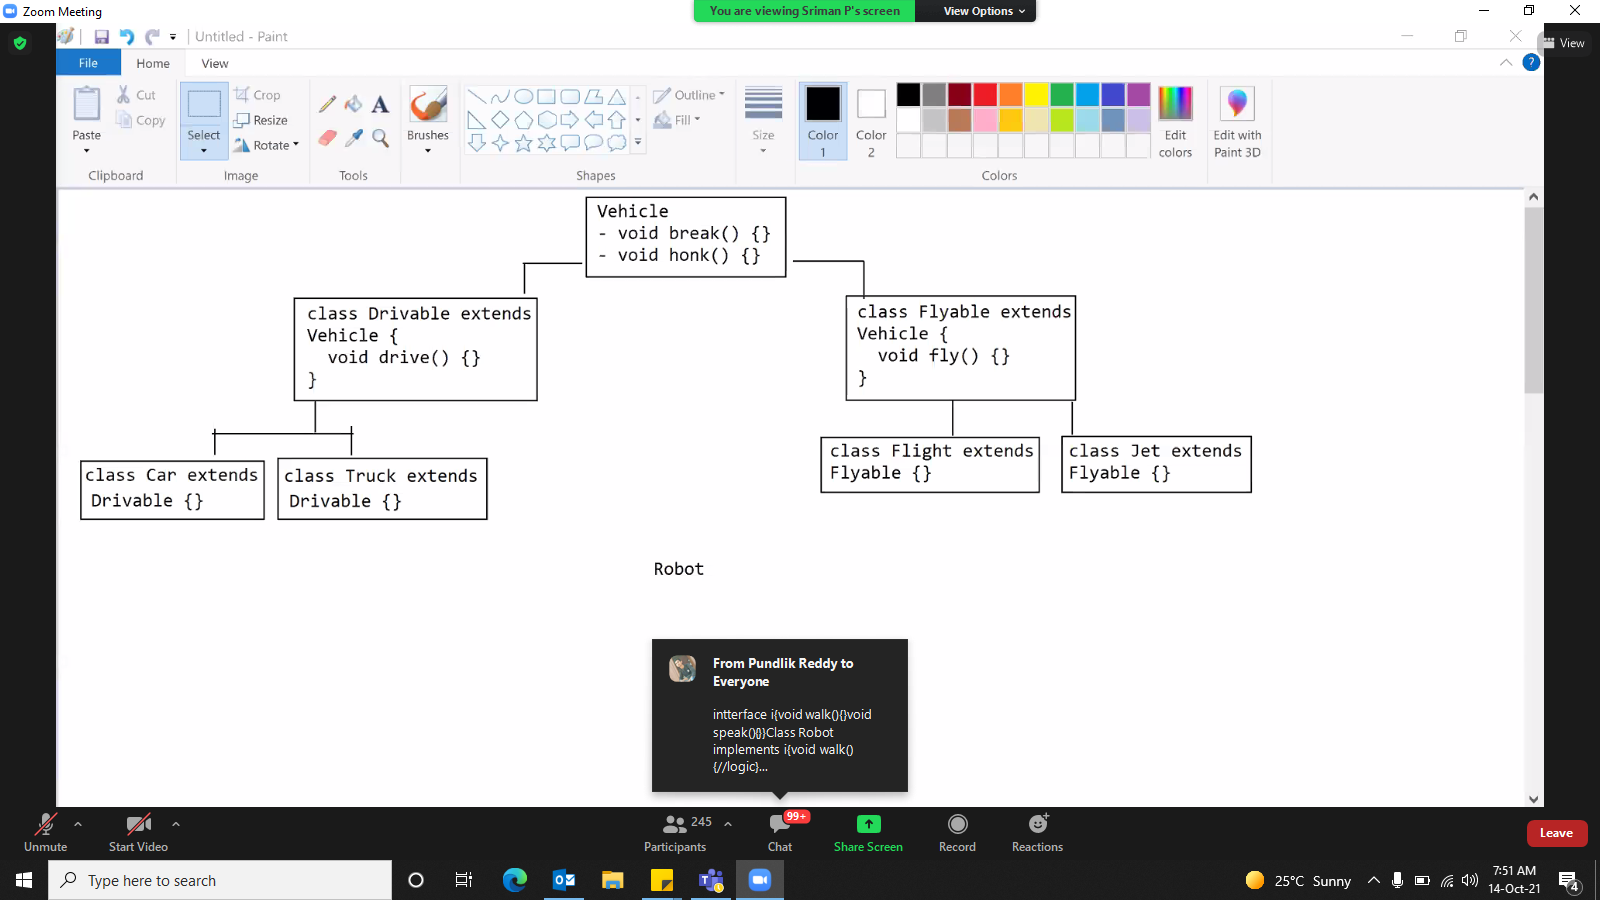 Zoom Meeting
You are viewing Sriman P's screen
View Options
Untitled - Paint
View
File
Home
View
Paste
Cut
Copy
Clipboard
Select
Crop
Resize
Rotate
Image
Tools
Brushes
Outline
Fill
Shapes
Size
Color
1
Color
2
Edit
colors
Colors
Edit with
Paint 3D
Vehicle
- void break() {}
- void honk() {}
class Drivable extends
Vehicle {
void drive() {}
}
class Flyable extends
Vehicle {
void fly() {}
}
class Car extends
Drivable {}
class Truck extends
Drivable {}
class Flight extends
Flyable {}
class Jet extends
Flyable {}
Robot
From Pundlik Reddy to
Everyone
intterface i{void walk(){}void
speak(){}}Class Robot
implements i{void walk()
{//logic}...
Unmute
Start Video
245
Participants
99+
Chat
Share Screen
Record
Reactions
Leave
Type here to search
25°C Sunny
7:51 AM
14-Oct-21
4